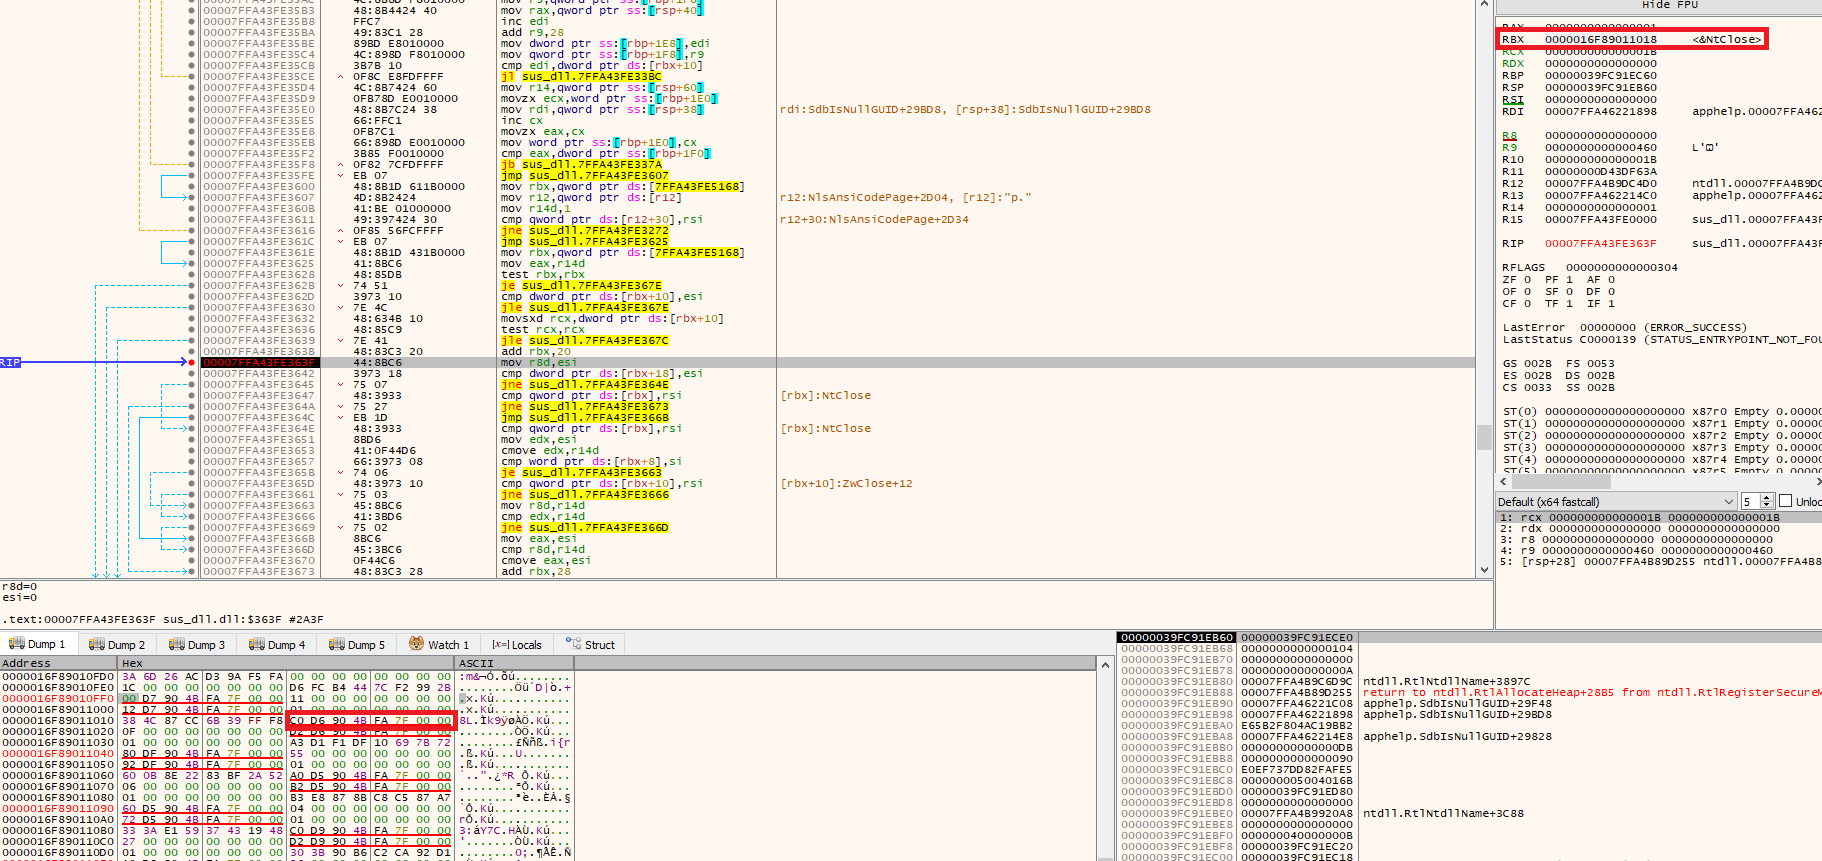 Hide FPU
00007FFA43FE35B3 48:8B4424 40 mov rax,qword ptr ss:[rsp+40]
00007FFA43FE35B8 FFC7 inc edi
00007FFA43FE35BA 49:83C1 28 add r9,28
00007FFA43FE35BE 89BD E8010000 mov dword ptr ss:[rbp+1E8],edi
00007FFA43FE35C4 4C:898D F8010000 mov qword ptr ss:[rbp+1F8],r9
00007FFA43FE35CB 3B7B 10 cmp edi,dword ptr ds:[rbx+10]
00007FFA43FE35CE 0F8C E8FDFFFF jl sus_dll.7FFA43FE33BC
00007FFA43FE35D4 4C:8B7424 60 mov r14,qword ptr ss:[rsp+60]
00007FFA43FE35D9 0FB78D E0010000 movzx ecx,word ptr ss:[rbp+1E0]
00007FFA43FE35E0 48:8B7C24 38 mov rdi,qword ptr ss:[rsp+38] rdi:SdbIsNullGUID+29BD8, [rsp+38]:SdbIsNullGUID+29BD8
00007FFA43FE35E5 66:FFC1 inc cx
00007FFA43FE35E8 0FB7C1 movzx eax,cx
00007FFA43FE35EB 66:898D E0010000 mov word ptr ss:[rbp+1E0],cx
00007FFA43FE35F2 3B85 F0010000 cmp eax,dword ptr ss:[rbp+1F0]
00007FFA43FE35F8 0F82 7CFDFFFF jb sus_dll.7FFA43FE337A
00007FFA43FE35FE EB 07 jmp sus_dll.7FFA43FE3607
00007FFA43FE3600 48:8B1D 611B0000 mov rbx,qword ptr ds:[7FFA43FE5168]
00007FFA43FE3607 4D:8B2424 mov r12,qword ptr ds:[r12] r12:NlsAnsiCodePage+2D04, [r12]:"p."
00007FFA43FE360B 41:BE 01000000 mov r14d,1
00007FFA43FE3611 49:397424 30 cmp qword ptr ds:[r12+30],rsi r12+30:NlsAnsiCodePage+2D34
00007FFA43FE3616 0F85 56FCFFFF jne sus_dll.7FFA43FE3272
00007FFA43FE361C EB 07 jmp sus_dll.7FFA43FE3625
00007FFA43FE361E 48:8B1D 431B0000 mov rbx,qword ptr ds:[7FFA43FE5168]
00007FFA43FE3625 41:8BC6 mov eax,r14d
00007FFA43FE3628 48:85DB test rbx,rbx
00007FFA43FE362B 74 51 je sus_dll.7FFA43FE367E
00007FFA43FE362D 3973 10 cmp dword ptr ds:[rbx+10],esi
00007FFA43FE3630 7E 4C jle sus_dll.7FFA43FE367E
00007FFA43FE3632 48:634B 10 movsxd rcx,dword ptr ds:[rbx+10]
00007FFA43FE3636 48:85C9 test rcx,rcx
00007FFA43FE3639 7E 41 jle sus_dll.7FFA43FE367C
00007FFA43FE363B 48:83C3 20 add rbx,20
RIP 00007FFA43FE363F 44:8BC6 mov r8d,esi
00007FFA43FE3642 3973 18 cmp dword ptr ds:[rbx+18],esi
00007FFA43FE3645 75 07 jne sus_dll.7FFA43FE364E
00007FFA43FE3647 48:3933 cmp qword ptr ds:[rbx],rsi [rbx]:NtClose
00007FFA43FE364A 75 27 jne sus_dll.7FFA43FE3673
00007FFA43FE364C EB 1D jmp sus_dll.7FFA43FE366B
00007FFA43FE364E 48:3933 cmp qword ptr ds:[rbx],rsi [rbx]:NtClose
00007FFA43FE3651 8BD6 mov edx,esi
00007FFA43FE3653 41:0F44D6 cmove edx,r14d
00007FFA43FE3657 66:3973 08 cmp word ptr ds:[rbx+8],si
00007FFA43FE365B 74 06 je sus_dll.7FFA43FE3663
00007FFA43FE365D 48:3973 10 cmp qword ptr ds:[rbx+10],rsi [rbx+10]:ZwClose+12
00007FFA43FE3661 75 03 jne sus_dll.7FFA43FE3666
00007FFA43FE3663 45:8BC6 mov r8d,r14d
00007FFA43FE3666 41:3BD6 cmp edx,r14d
00007FFA43FE3669 75 02 jne sus_dll.7FFA43FE366D
00007FFA43FE366B 8BC6 mov eax,esi
00007FFA43FE366D 45:3BC6 cmp r8d,r14d
00007FFA43FE3670 0F44C6 cmove eax,esi
00007FFA43FE3673 48:83C3 28 add rbx,28
RBX 0000016F89011018 <&NtClose>
RCX 000000000000001B
RDX 0000000000000000
RBP 00000039FC91EC60
RSP 00000039FC91EB60
RSI 0000000000000000
RDI 00007FFA46221898 apphelp.00007FFA462
R8 0000000000000000
R9 0000000000000460
R10 000000000000001B
R11 00000000D43DF63A
R12 00007FFA4B9DC4D0 ntdll.00007FFA4B9DC
R13 00007FFA462214C0 apphelp.00007FFA462
R14 0000000000000001
R15 00007FFA43FE0000 sus_dll.00007FFA43F
RIP 00007FFA43FE363F sus_dll.00007FFA43F
RFLAGS 0000000000000304
ZF 0 PF 1 AF 0
OF 0 SF 0 DF 0
CF 0 TF 1 IF 1
LastError 00000000 (ERROR_SUCCESS)
LastStatus C0000139 (STATUS_ENTRYPOINT_NOT_FOU
GS 002B FS 0053
ES 002B DS 002B
CS 0033 SS 002B
ST(0) 00000000000000000000 x87r0 Empty 0.00000
ST(1) 00000000000000000000 x87r1 Empty 0.00000
ST(2) 00000000000000000000 x87r2 Empty 0.00000
ST(3) 00000000000000000000 x87r3 Empty 0.00000
ST(4) 00000000000000000000 x87r4 Empty 0.00000
Default (x64 fastcall) 5 Unloc
1: rcx 000000000000001B 000000000000001B
2: rdx 0000000000000000 0000000000000000
3: r8 0000000000000000 0000000000000000
4: r9 0000000000000460 0000000000000460
5: [rsp+28] 00007FFA4B89D255 ntdll.00007FFA4B8
r8d=0
esi=0
.text:00007FFA43FE363F sus_dll.dll:$363F #2A3F
Dump 1 Dump 2 Dump 3 Dump 4 Dump 5 Watch 1 [x=] Locals Struct
Address Hex ASCII
0000016F89010FD0 3A 6D 26 AC D3 9A F5 FA 00 00 00 00 00 00 00 00
0000016F89010FE0 1C 00 00 00 00 00 00 00 D6 FC B4 44 7C F2 99 2B
0000016F89010FF0 00 D7 90 4B FA 7F 00 00 11 00 00 00 00 00 00 00
0000016F89011000 12 D7 90 4B FA 7F 00 00 01 00 00 00 00 00 00 00
0000016F89011010 38 4C 87 CC 6B 39 FF F8 C0 D6 90 4B FA 7F 00 00
0000016F89011020 0F 00 00 00 00 00 00 00 D2 D6 90 4B FA 7F 00 00
0000016F89011030 01 00 00 00 00 00 00 00 A3 D1 F1 DF 10 69 7B 72
0000016F89011040 80 DF 90 4B FA 7F 00 00 55 00 00 00 00 00 00 00
0000016F89011050 92 DF 90 4B FA 7F 00 00 01 00 00 00 00 00 00 00
0000016F89011060 60 0B 8E 22 83 BF 2A 52 A0 D5 90 4B FA 7F 00 00
0000016F89011070 06 00 00 00 00 00 00 00 B2 D5 90 4B FA 7F 00 00
0000016F89011080 01 00 00 00 00 00 00 00 B3 E8 87 8B C8 C5 87 A7
0000016F89011090 60 D5 90 4B FA 7F 00 00 04 00 00 00 00 00 00 00
0000016F890110A0 72 D5 90 4B FA 7F 00 00 01 00 00 00 00 00 00 00
0000016F890110B0 33 3A E1 59 37 43 19 48 C0 D9 90 4B FA 7F 00 00
0000016F890110C0 27 00 00 00 00 00 00 00 D2 D9 90 4B FA 7F 00 00
0000016F890110D0 01 00 00 00 00 00 00 00 30 3B 90 B6 C2 CA 92 D1
00000039FC91EB60 00000039FC91ECE0
00000039FC91EB68 0000000000000104
00000039FC91EB70 0000000000000000
00000039FC91EB78 000000000000000A
00000039FC91EB80 00007FFA4B9C6D9C ntdll.RtlNtdllName+3897C
00000039FC91EB88 00007FFA4B89D255 return to ntdll.RtlAllocateHeap+28B5 from ntdll.RtlRegisterSecureM
00000039FC91EB90 00007FFA46221C08 apphelp.SdbIsNullGUID+29F48
00000039FC91EB98 00007FFA46221898 apphelp.SdbIsNullGUID+29BD8
00000039FC91EBA0 E65B2F804AC19BB2
00000039FC91EBA8 00007FFA462214E8 apphelp.SdbIsNullGUID+29828
00000039FC91EBB0 00000000000000DB
00000039FC91EBB8 0000000000000090
00000039FC91EBC0 E0EF737DD82FAFE5
00000039FC91EBC8 000000005004016B
00000039FC91EBD0 00000039FC91ED80
00000039FC91EBD8 0000000000000000
00000039FC91EBE0 00007FFA4B9920A8 ntdll.RtlNtdllName+3C88
00000039FC91EBE8 0000000000000000
00000039FC91EBF0 000000400000000B
00000039FC91EBF8 00000039FC91EC20
00000039FC91EC00 00000039FC91EC18